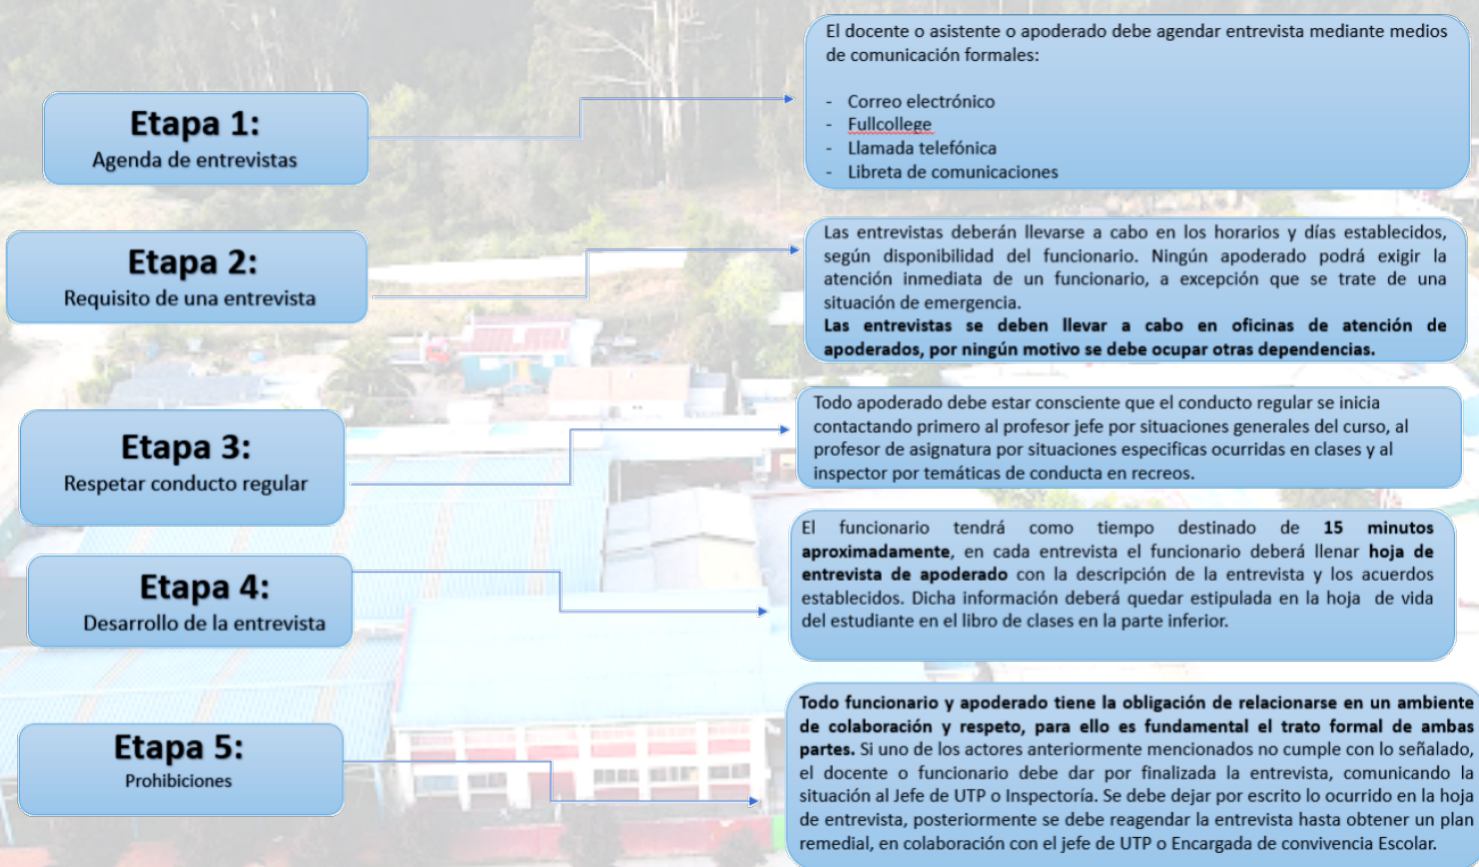 Etapa 1:
Agenda de entrevistas
El docente o asistente o apoderado debe agendar entrevista mediante medios
de comunicación formales:
- Correo electrónico
- Fullcollege
- Llamada telefónica
- Libreta de comunicaciones
Etapa 2:
Requisito de una entrevista
Las entrevistas deberán llevarse a cabo en los horarios y días establecidos,
según disponibilidad del funcionario. Ningún apoderado podrá exigir la
atención inmediata de un funcionario, a excepción que se trate de una
situación de emergencia.
Las entrevistas se deben llevar a cabo en oficinas de atención de
apoderados, por ningún motivo se debe ocupar otras dependencias.
Etapa 3:
Respetar conducto regular
Todo apoderado debe estar consciente que el conducto regular se inicia
contactando primero al profesor jefe por situaciones generales del curso, al
profesor de asignatura por situaciones especificas ocurridas en clases y al
inspector por temáticas de conducta en recreos.
Etapa 4:
Desarrollo de la entrevista
El funcionario tendrá como tiempo destinado de 15 minutos
aproximadamente, en cada entrevista el funcionario deberá llenar hoja de
entrevista de apoderado con la descripción de la entrevista y los acuerdos
establecidos. Dicha información deberá quedar estipulada en la hoja de vida
del estudiante en el libro de clases en la parte inferior.
Etapa 5:
Prohibiciones
Todo funcionario y apoderado tiene la obligación de relacionarse en un ambiente
de colaboración y respeto, para ello es fundamental el trato formal de ambas
partes. Si uno de los actores anteriormente mencionados no cumple con lo señalado,
el docente o funcionario debe dar por finalizada la entrevista, comunicando la
situación al Jefe de UTP o Inspectoría. Se debe dejar por escrito lo ocurrido en la hoja
de entrevista, posteriormente se debe reagendar la entrevista hasta obtener un plan
remedial, en colaboración con el jefe de UTP o Encargada de convivencia Escolar.